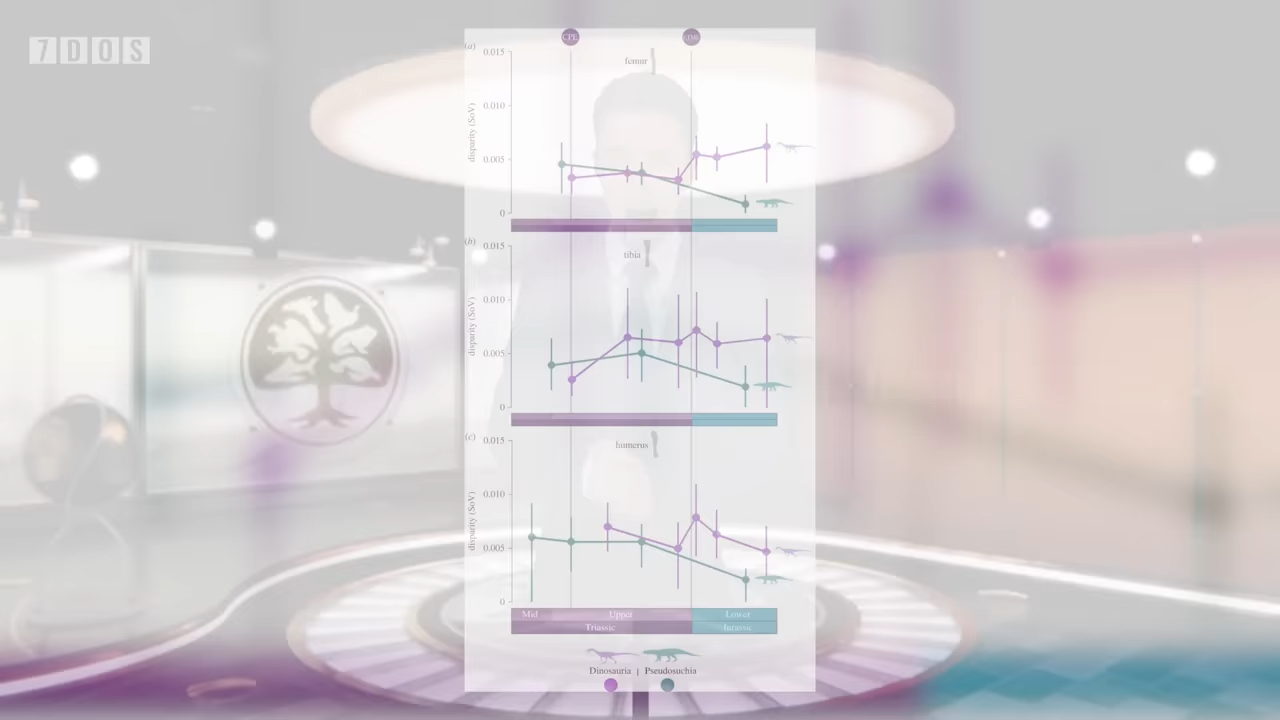 7DOS
CPE
(a)
0.015
femur
0.010
disparity (SoV)
0.005
0
(b)
0.015
tibia
0.010
disparity (SoV)
0.005
0
(c)
0.015
humerus
0.010
disparity (SoV)
0.005
0
Mid Upper Lower
Triassic Jurassic
Dinosauria | Pseudosuchia